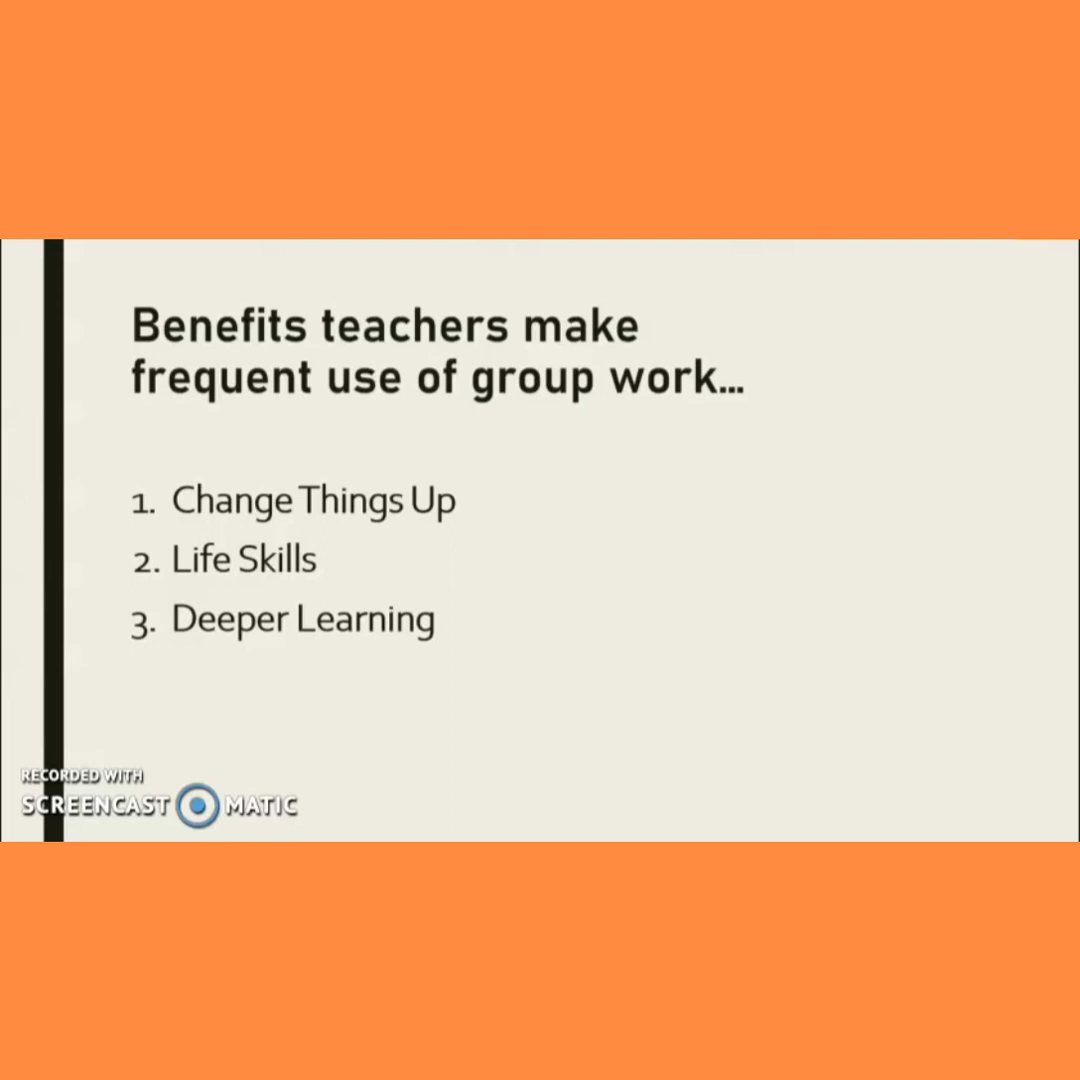 Benefits teachers make
frequent use of group work...
1. Change Things Up
2. Life Skills
3. Deeper Learning
RECORDED WITH
SCREENCAST MATIC